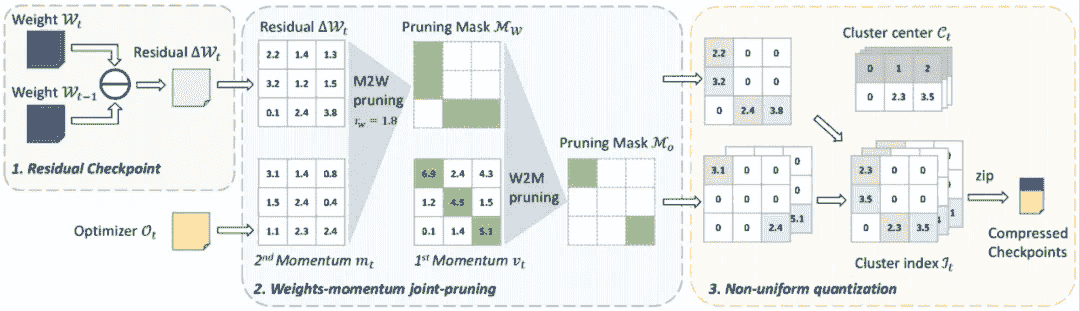 Weight 𝒲t
Residual Δ𝒲t
Weight 𝒲t−1
1. Residual Checkpoint
Optimizer 𝒪t
Residual Δ𝒲t
2.2 1.4 1.3
3.2 1.2 1.5
0.1 2.4 3.8
M2W
pruning
rw = 1.8
Pruning Mask ℳW
3.1 1.4 0.8
1.5 2.4 0.4
1.1 2.3 2.4
2nd Momentum mt
6.9 2.4 4.3
1.2 4.5 1.5
0.1 1.4 5.1
1st Momentum vt
W2M
pruning
Pruning Mask ℳo
2. Weights-momentum joint-pruning
2.2 0 0
3.2 0 0
0 2.4 3.8
Cluster center 𝒞t
0 1 2
0 2.3 3.5
3.1 0 0 0
0 0 0 0
0 0 2.4 5.1
2.3 0 0
3.5 0 0
0 2.3 3.5 1
Cluster index ℐt
zip
Compressed
Checkpoints
3. Non-uniform quantization